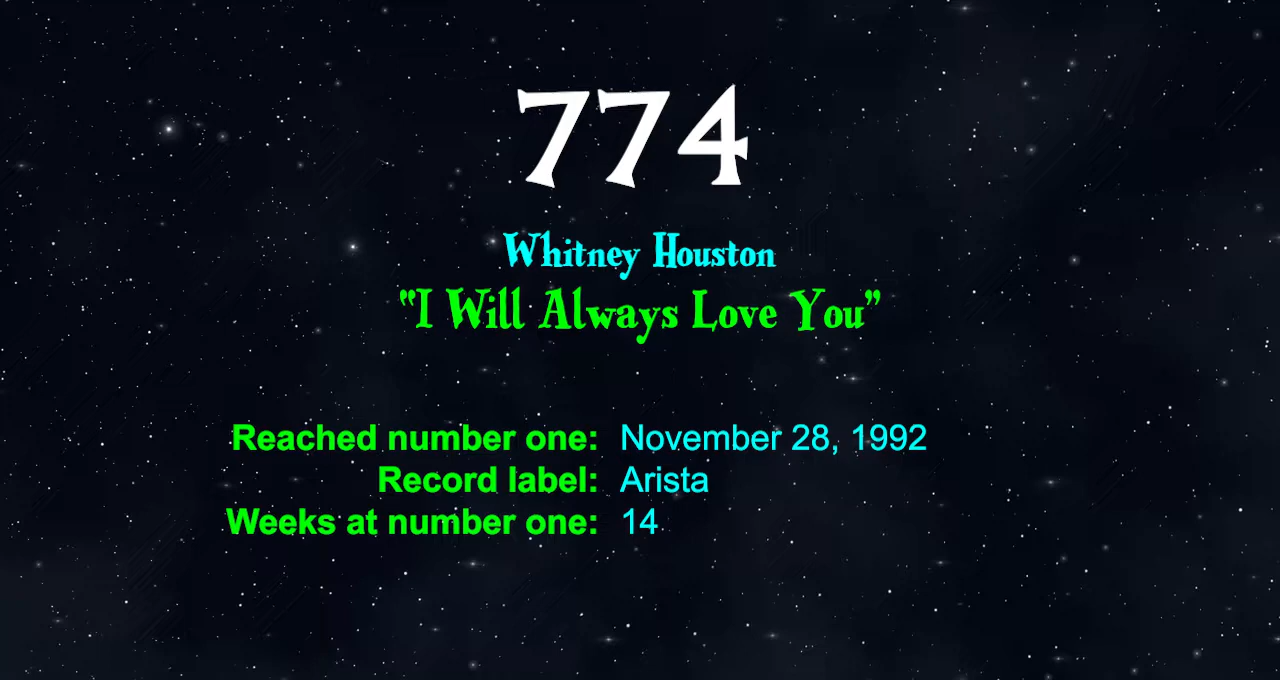 774
Whitney Houston
"I Will Always Love You"
Reached number one: November 28, 1992
Record label: Arista
Weeks at number one: 14